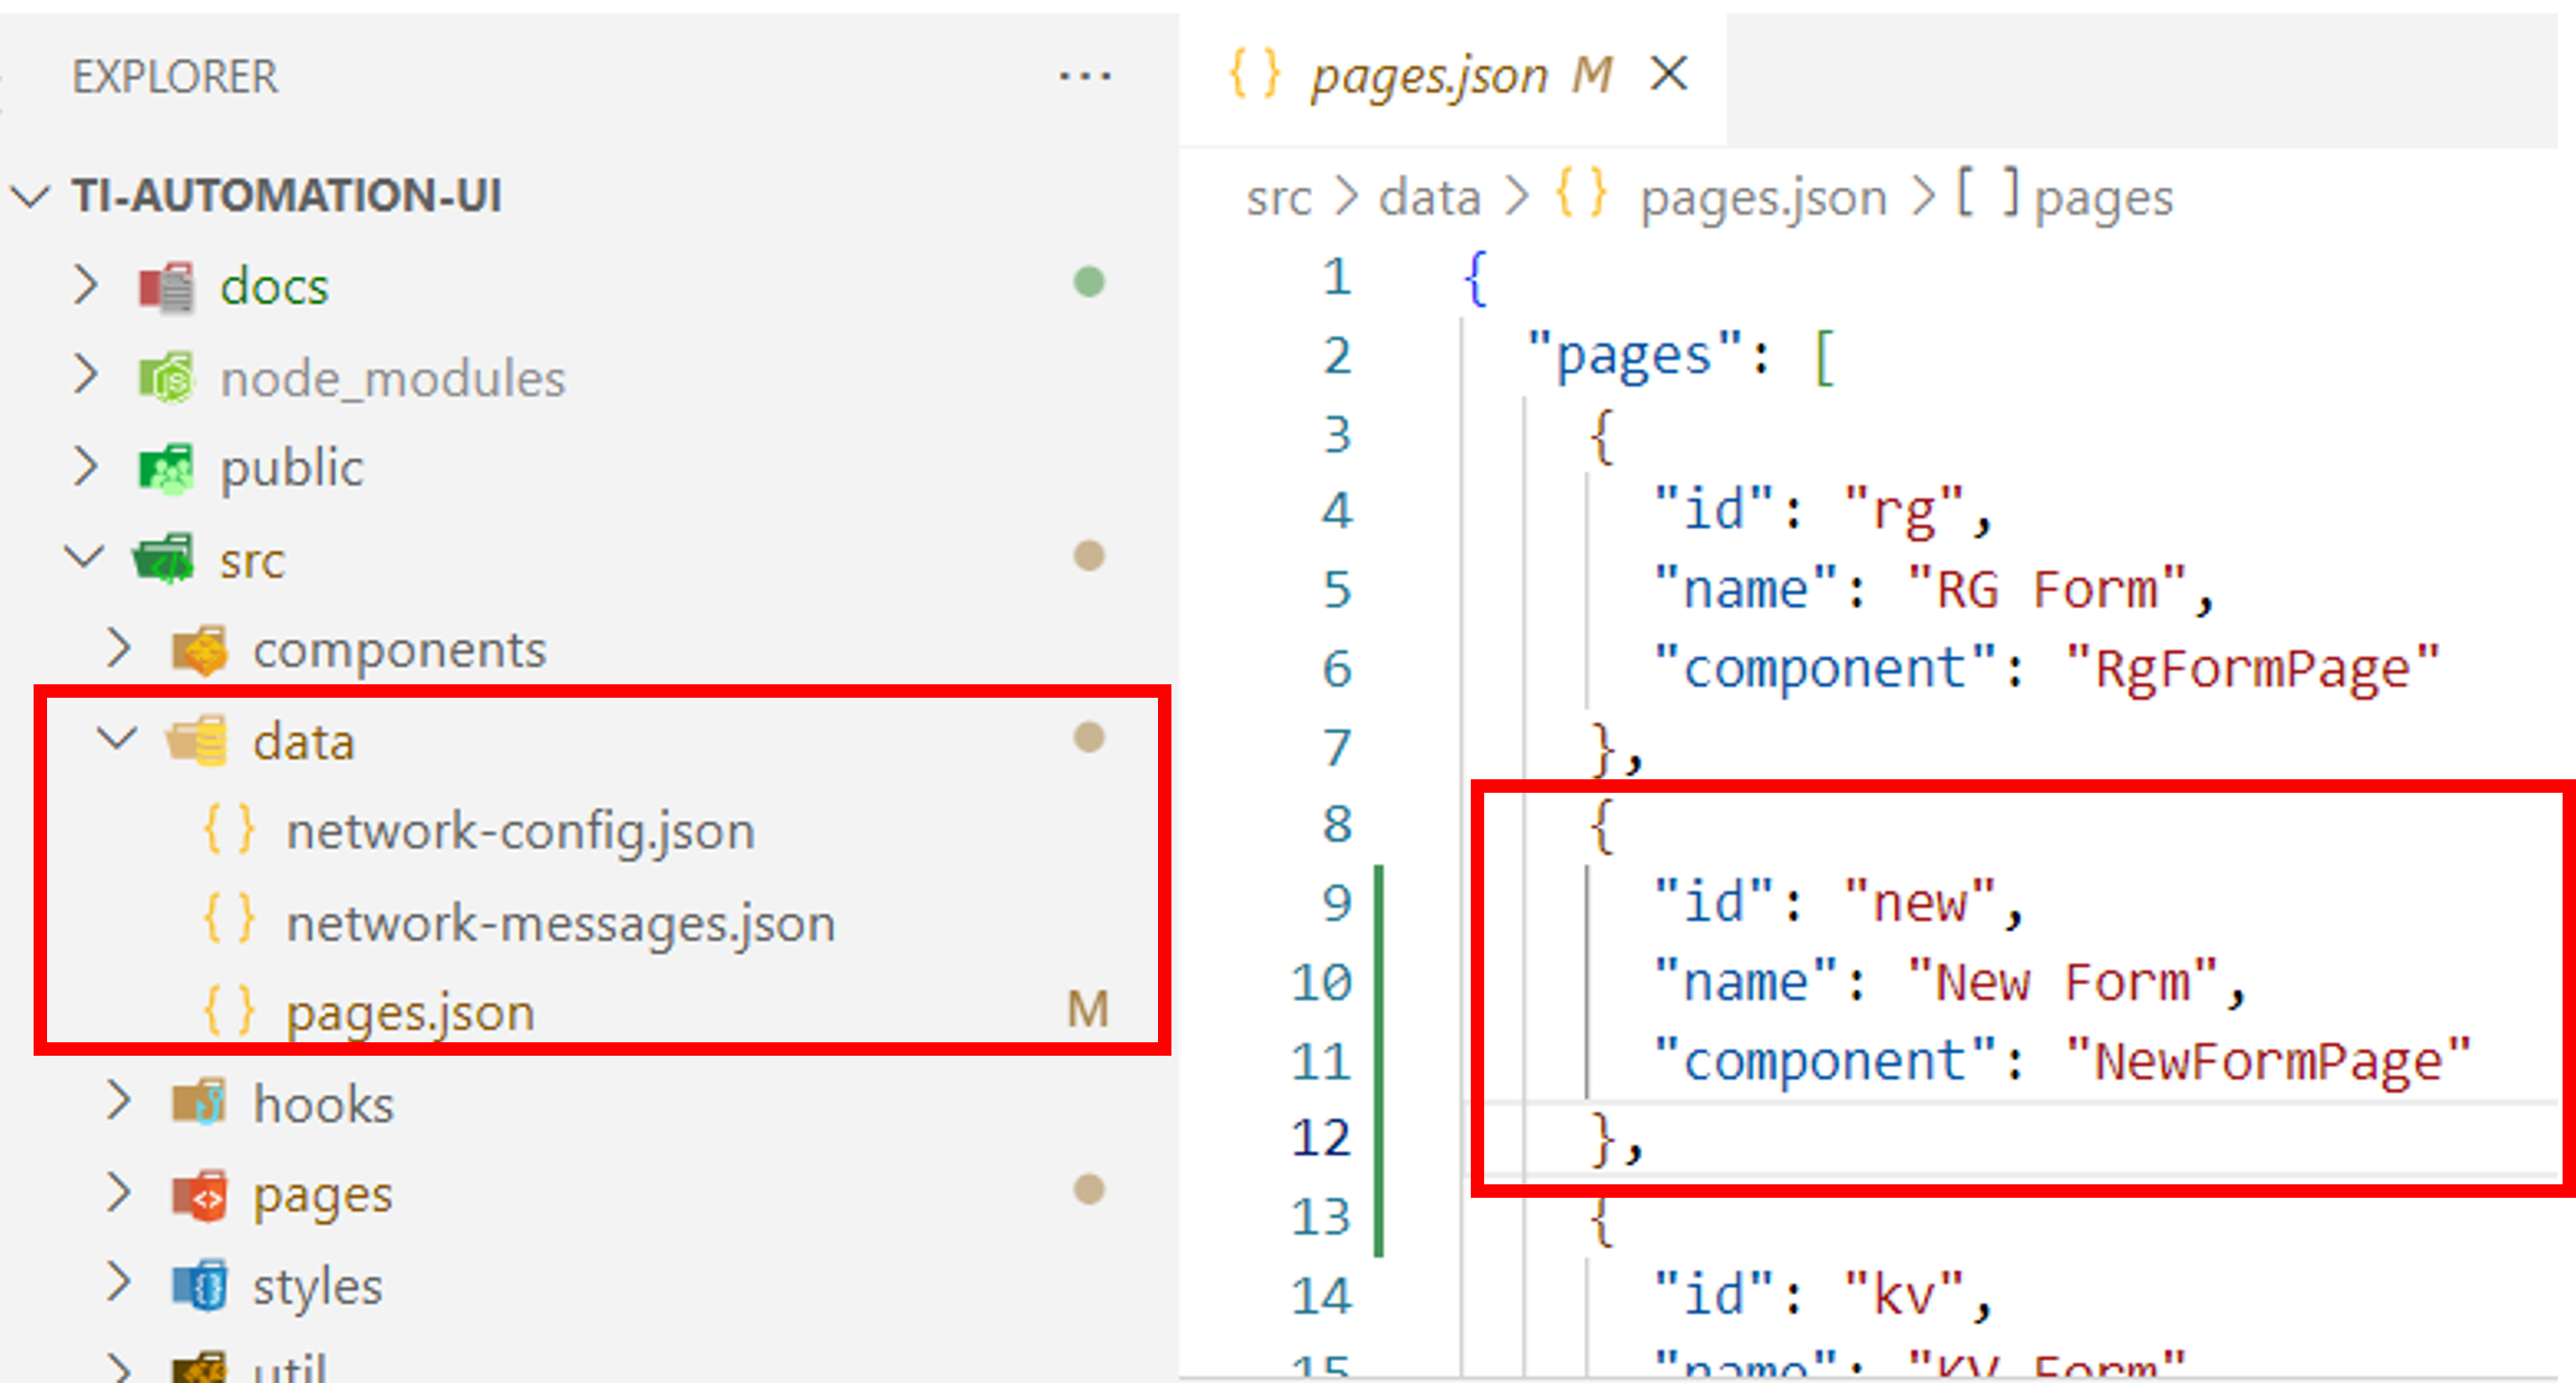 EXPLORER
TI-AUTOMATION-UI
docs
node_modules
public
src
components
data
network-config.json
network-messages.json
pages.json M
hooks
pages
styles
util
{ } pages.json M
src > data > { } pages.json > [ ] pages
1 {
2 "pages": [
3 {
4 "id": "rg",
5 "name": "RG Form",
6 "component": "RgFormPage"
7 },
8 {
9 "id": "new",
10 "name": "New Form",
11 "component": "NewFormPage"
12 },
13 {
14 "id": "kv",
15 "name": "KV Form"